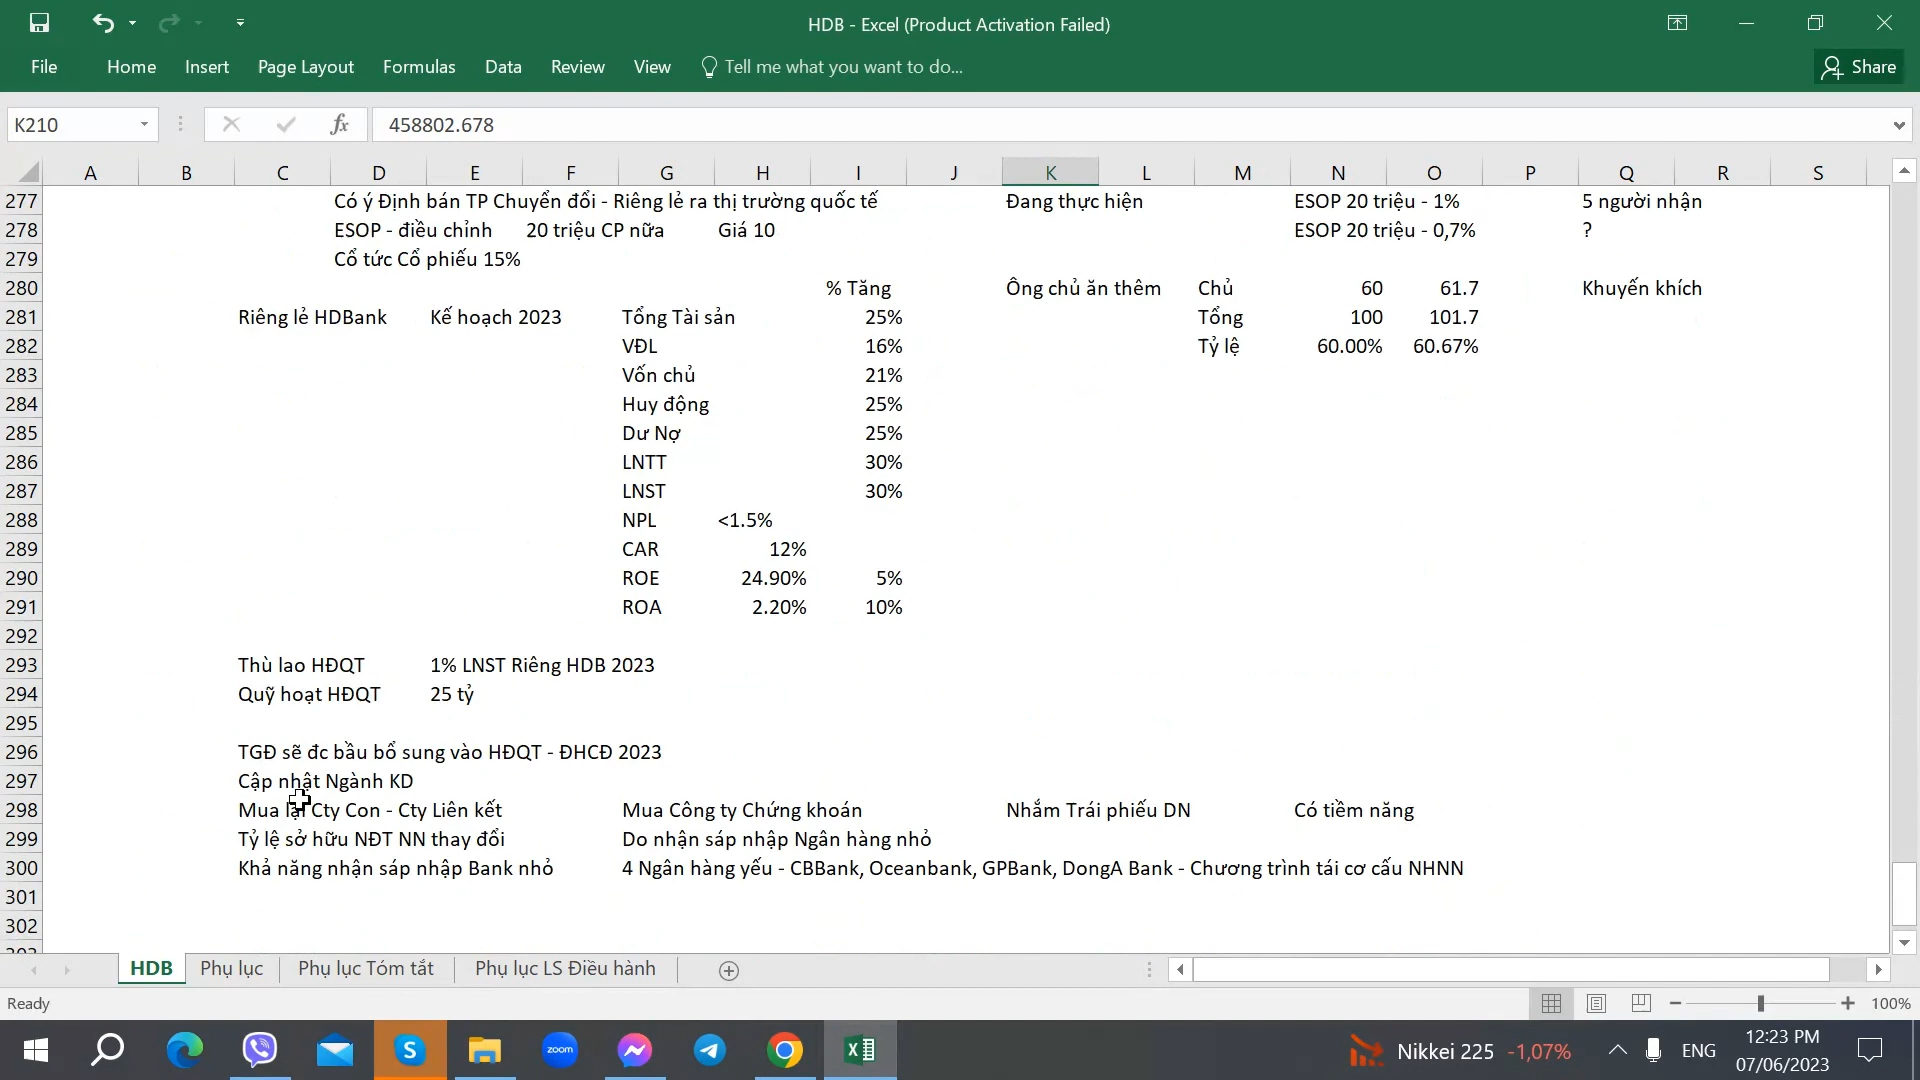 HDB - Excel (Product Activation Failed)
File Home Insert Page Layout Formulas Data Review View Tell me what you want to do... Share
K210 fx 458802.678
A B C D E F G H I J K L M N O P Q R S
277 Có ý Định bán TP Chuyển đổi - Riêng lẻ ra thị trường quốc tế Đang thực hiện ESOP 20 triệu - 1% 5 người nhận
278 ESOP - điều chỉnh 20 triệu CP nữa Giá 10 ESOP 20 triệu - 0,7% ?
279 Cổ tức Cổ phiếu 15%
280 % Tăng Ông chủ ăn thêm Chủ 60 61.7 Khuyến khích
281 Riêng lẻ HDBank Kế hoạch 2023 Tổng Tài sản 25% Tổng 100 101.7
282 VĐL 16% Tỷ lệ 60.00% 60.67%
283 Vốn chủ 21%
284 Huy động 25%
285 Dư Nợ 25%
286 LNTT 30%
287 LNST 30%
288 NPL <1.5%
289 CAR 12%
290 ROE 24.90% 5%
291 ROA 2.20% 10%
292
293 Thù lao HĐQT 1% LNST Riêng HDB 2023
294 Quỹ hoạt HĐQT 25 tỷ
295
296 TGĐ sẽ đc bầu bổ sung vào HĐQT - ĐHCĐ 2023
297 Cập nhật Ngành KD
298 Mua lại Cty Con - Cty Liên kết Mua Công ty Chứng khoán Nhắm Trái phiếu DN Có tiềm năng
299 Tỷ lệ sở hữu NĐT NN thay đổi Do nhận sáp nhập Ngân hàng nhỏ
300 Khả năng nhận sáp nhập Bank nhỏ 4 Ngân hàng yếu - CBBank, Oceanbank, GPBank, DongA Bank - Chương trình tái cơ cấu NHNN
301
302
303
HDB Phụ lục Phụ lục Tóm tắt Phụ lục LS Điều hành
Ready 100%
zoom Nikkei 225 -1,07% ENG 12:23 PM
07/06/2023